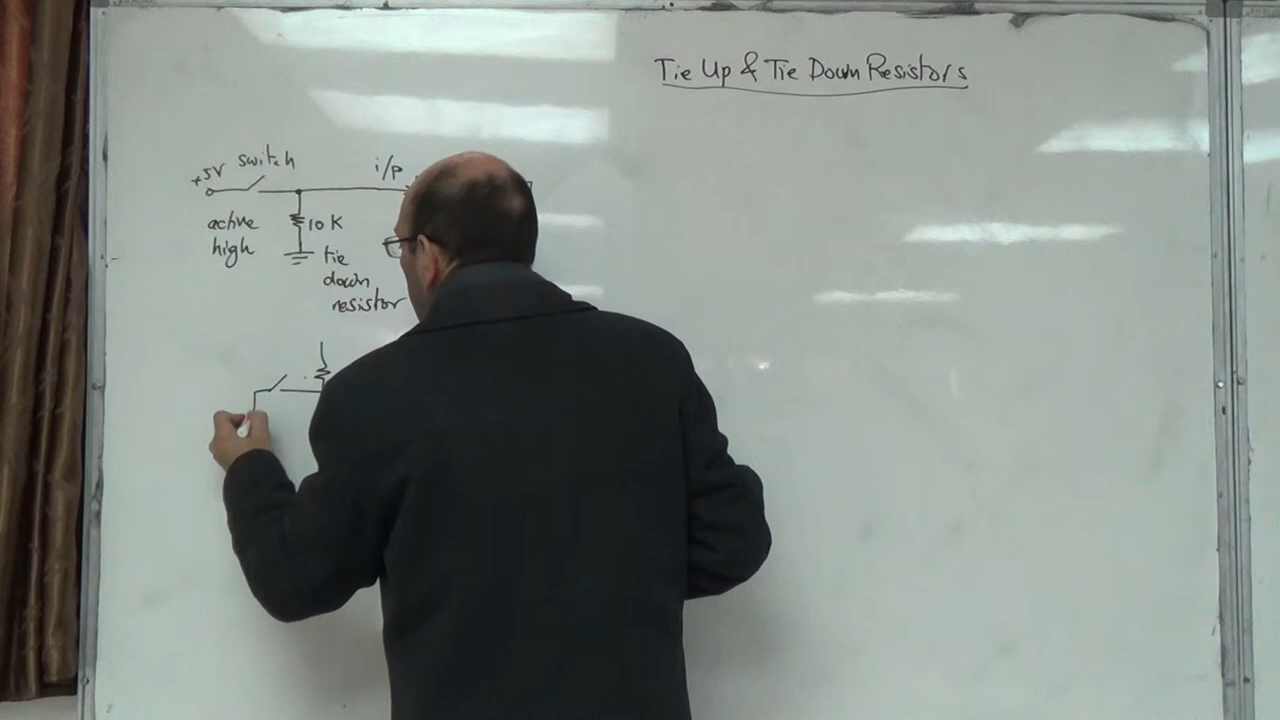 Tie Up & Tie Down Resistors
+5V switch i/p
active
high
10 K
tie
down
resistor